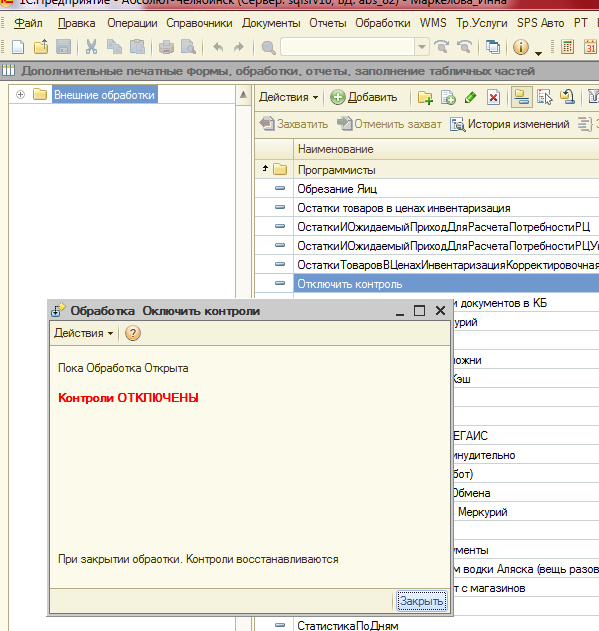 1С:Предприятие - Абсолют-Челябинск (Сервер: sqlsrv10, БД: abs_82) - Маркелова_Инна
Файл Правка Операции Справочники Документы Отчеты Обработки WMS Тр.Услуги SPS Авто РТ
Дополнительные печатные формы, обработки, отчеты, заполнение табличных частей
Внешние обработки
Действия Добавить
Захватить Отменить захват История изменений
Наименование
Программисты
Обрезание Яиц
Остатки товаров в ценах инвентаризация
ОстаткиИОжидаемыйПриходДляРасчетаПотребностиРЦ
ОстаткиИОжидаемыйПриходДляРасчетаПотребностиРЦУ
ОстаткиТоваровВЦенахИнвентаризацияКорректировочная
Отключить контроль
и документов в КБ
курий
ожни
Кэш
ЕГАИС
инудительно
бот)
Обмена
Меркурий
ументы
м водки Аляска (вещь разов
т с магазинов
СтатистикаПоДням
Обработка Оключить контроли
Действия
Пока Обработка Открыта
Контроли ОТКЛЮЧЕНЫ
При закрытии обраотки. Контроли восстанавливаются
Закрыть